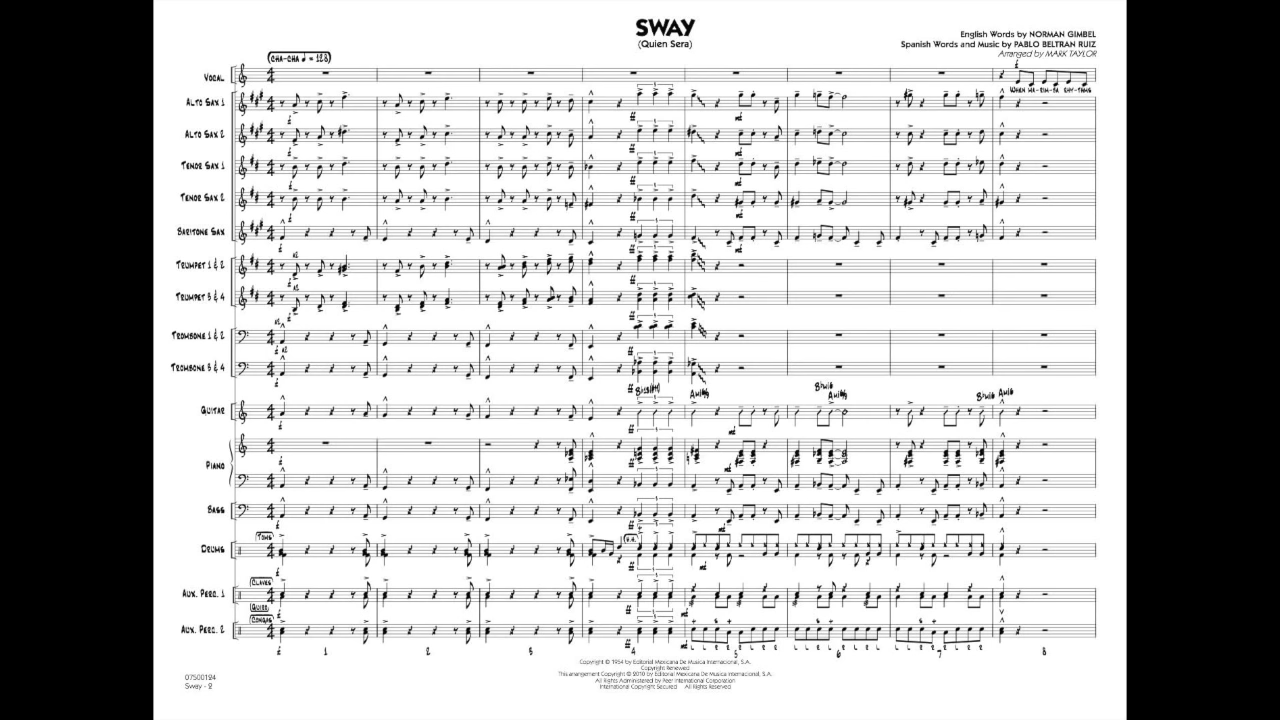 SWAY
(Quien Sera)
English Words by NORMAN GIMBEL
Spanish Words and Music by PABLO BELTRAN RUIZ
Arranged by MARK TAYLOR
CHA-CHA ♩ = 128
VOCAL
WHEN MA-RIM-BA RHY-THMS
ALTO SAX 1
ALTO SAX 2
TENOR SAX 1
TENOR SAX 2
BARITONE SAX
TRUMPET 1 & 2
TRUMPET 3 & 4
TROMBONE 1 & 2
TROMBONE 3 & 4
GUITAR
PIANO
BASS
TOMS
DRUMS
CLAVES
AUX. PERC. 1
GUIRO
CONGAS
AUX. PERC. 2
1 2 3 4 5 6 7 8
Copyright © 1954 by Editorial Mexicana De Musica Internacional, S.A.
Copyright Renewed
This arrangement Copyright © 2010 by Editorial Mexicana De Musica Internacional, S.A.
All Rights Administered by Peer International Corporation
International Copyright Secured All Rights Reserved
07500124
Sway - 2